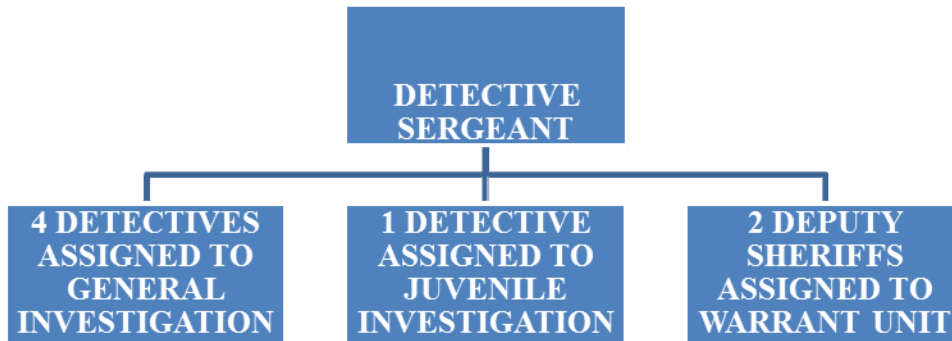 DETECTIVE
SERGEANT
4 DETECTIVES
ASSIGNED TO
GENERAL
INVESTIGATION
1 DETECTIVE
ASSIGNED TO
JUVENILE
INVESTIGATION
2 DEPUTY
SHERIFFS
ASSIGNED TO
WARRANT UNIT